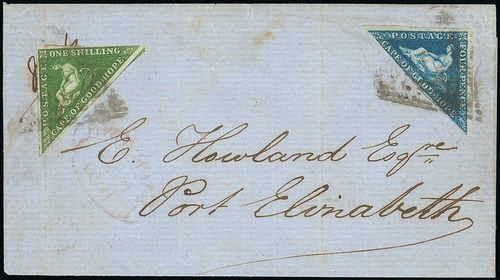 ONE SHILLING
POSTAGE
CAPE OF GOOD HOPE
POSTAGE
FOUR PENCE
CAPE OF GOOD HOPE
E. Howland Esqre
Port Elizabeth